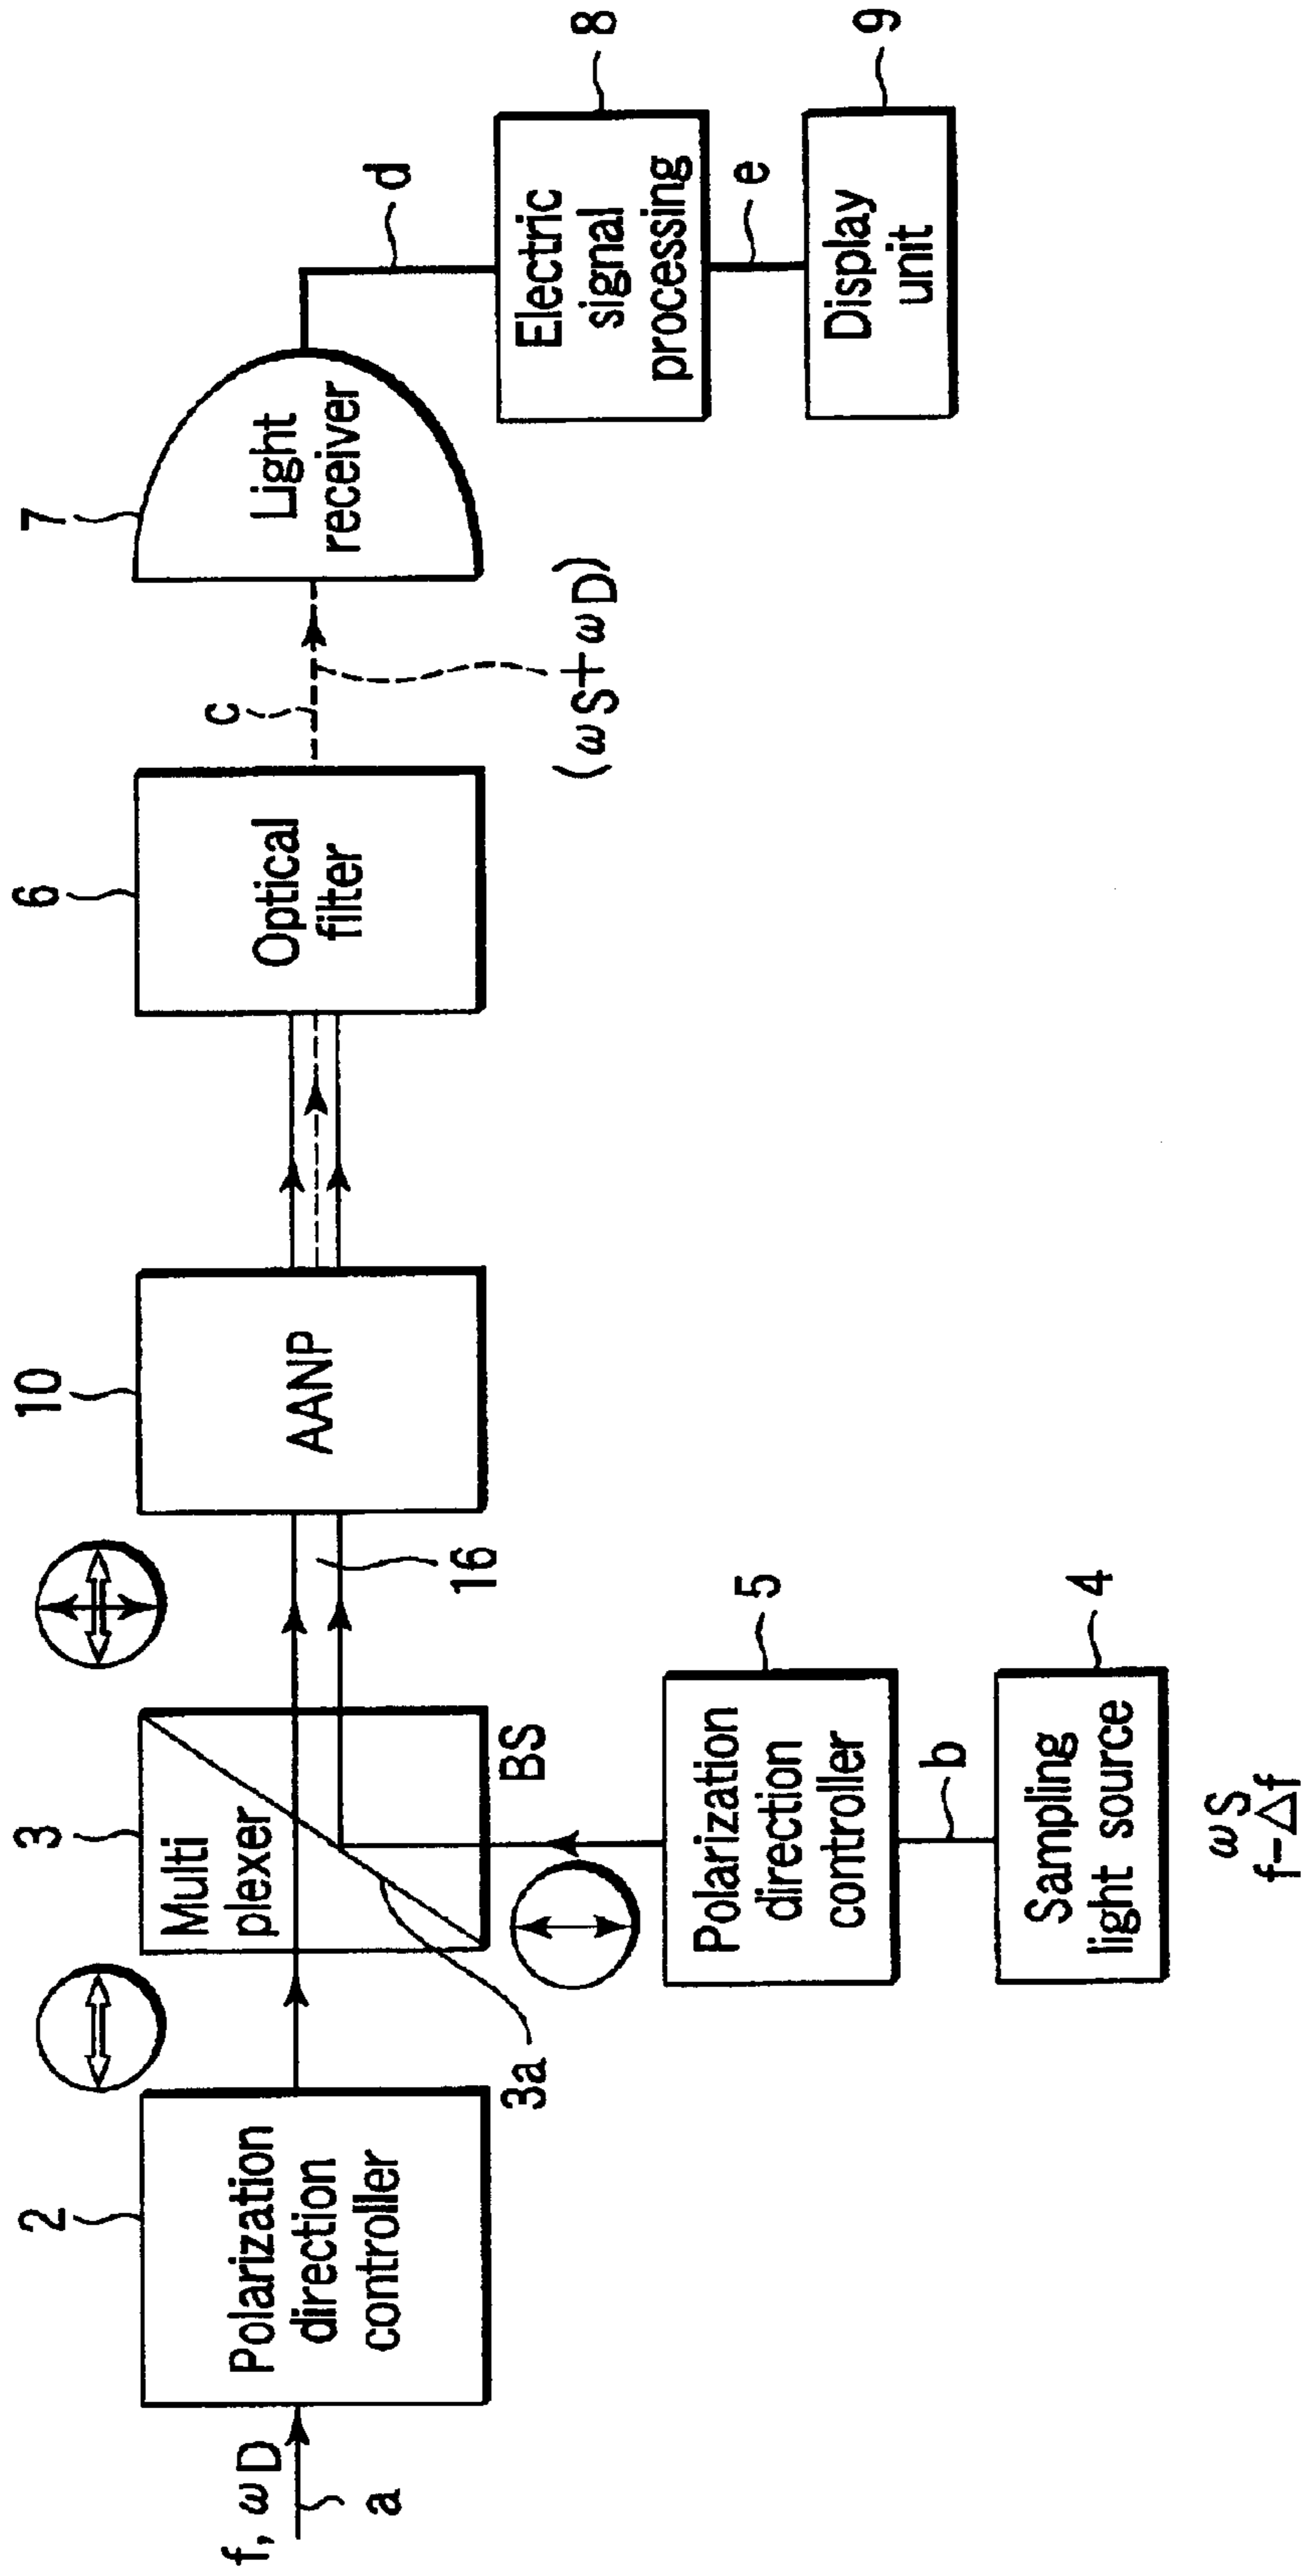 f, ωD
a
2
Polarization
direction
controller
3
Multi
plexer
3a
BS
16
10
AANP
6
Optical
filter
c
(ωS+ωD)
7
Light
receiver
d
8
Electric
signal
processing
e
9
Display
unit
5
Polarization
direction
controller
b
4
Sampling
light source
ωS
f-Δf